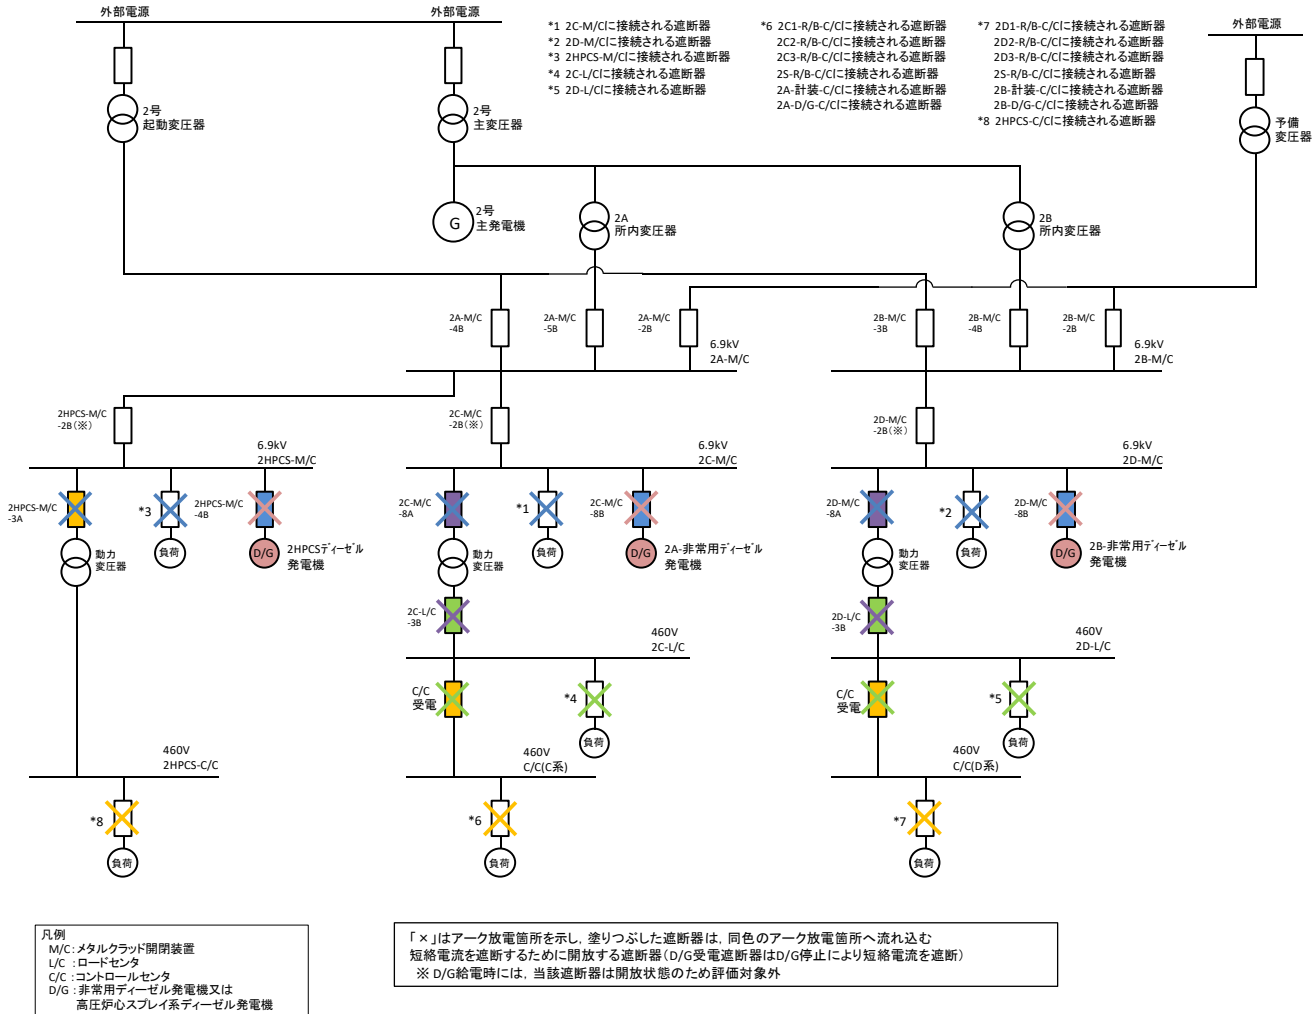 外部電源
外部電源
*1 2C-M/Cに接続される遮断器
*2 2D-M/Cに接続される遮断器
*3 2HPCS-M/Cに接続される遮断器
*4 2C-L/Cに接続される遮断器
*5 2D-L/Cに接続される遮断器
*6 2C1-R/B-C/Cに接続される遮断器
2C2-R/B-C/Cに接続される遮断器
2C3-R/B-C/Cに接続される遮断器
2S-R/B-C/Cに接続される遮断器
2A-計装-C/Cに接続される遮断器
2A-D/G-C/Cに接続される遮断器
*7 2D1-R/B-C/Cに接続される遮断器
2D2-R/B-C/Cに接続される遮断器
2D3-R/B-C/Cに接続される遮断器
2S-R/B-C/Cに接続される遮断器
2B-計装-C/Cに接続される遮断器
2B-D/G-C/Cに接続される遮断器
*8 2HPCS-C/Cに接続される遮断器
外部電源
2号
起動変圧器
2号
主変圧器
予備
変圧器
G
2号
主発電機
2A
所内変圧器
2B
所内変圧器
2A-M/C
-4B
2A-M/C
-5B
2A-M/C
-2B
6.9kV
2A-M/C
2B-M/C
-3B
2B-M/C
-4B
2B-M/C
-2B
6.9kV
2B-M/C
2HPCS-M/C
-2B(※)
2C-M/C
-2B(※)
2D-M/C
-2B(※)
6.9kV
2HPCS-M/C
6.9kV
2C-M/C
6.9kV
2D-M/C
2HPCS-M/C
-3A
*3
2HPCS-M/C
-4B
2C-M/C
-8A
*1
2C-M/C
-8B
2D-M/C
-8A
*2
2D-M/C
-8B
動力
変圧器
負荷
D/G
2HPCSディーゼル
発電機
動力
変圧器
負荷
D/G
2A-非常用ディーゼル
発電機
動力
変圧器
負荷
D/G
2B-非常用ディーゼル
発電機
2C-L/C
-3B
2D-L/C
-3B
460V
2C-L/C
460V
2D-L/C
C/C
受電
*4
負荷
C/C
受電
*5
負荷
460V
2HPCS-C/C
460V
C/C(C系)
460V
C/C(D系)
*8
負荷
*6
負荷
*7
負荷
凡例
M/C:メタルクラッド開閉装置
L/C :ロードセンタ
C/C:コントロールセンタ
D/G:非常用ディーゼル発電機又は
高圧炉心スプレイ系ディーゼル発電機
「×」はアーク放電箇所を示し, 塗りつぶした遮断器は, 同色のアーク放電箇所へ流れ込む
短絡電流を遮断するために開放する遮断器(D/G受電遮断器はD/G停止により短絡電流を遮断)
※ D/G給電時には, 当該遮断器は開放状態のため評価対象外